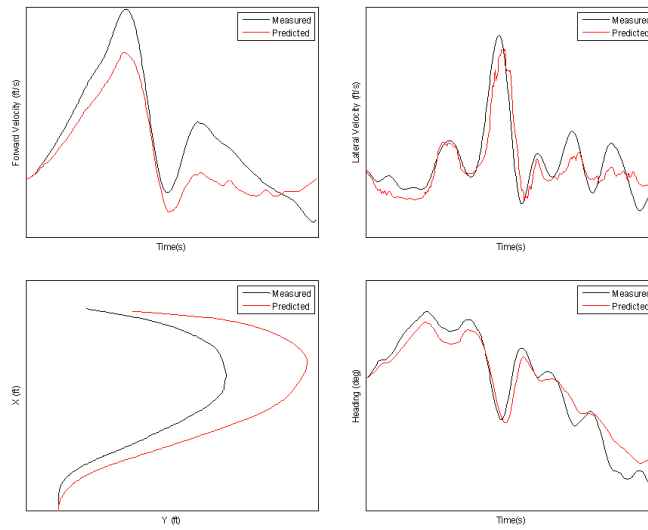 Measured
Predicted
Forward Velocity (ft/s)
Time(s)
Measured
Predicted
Lateral Velocity (ft/s)
Time(s)
Measured
Predicted
X (ft)
Y (ft)
Measured
Predicted
Heading (deg)
Time(s)